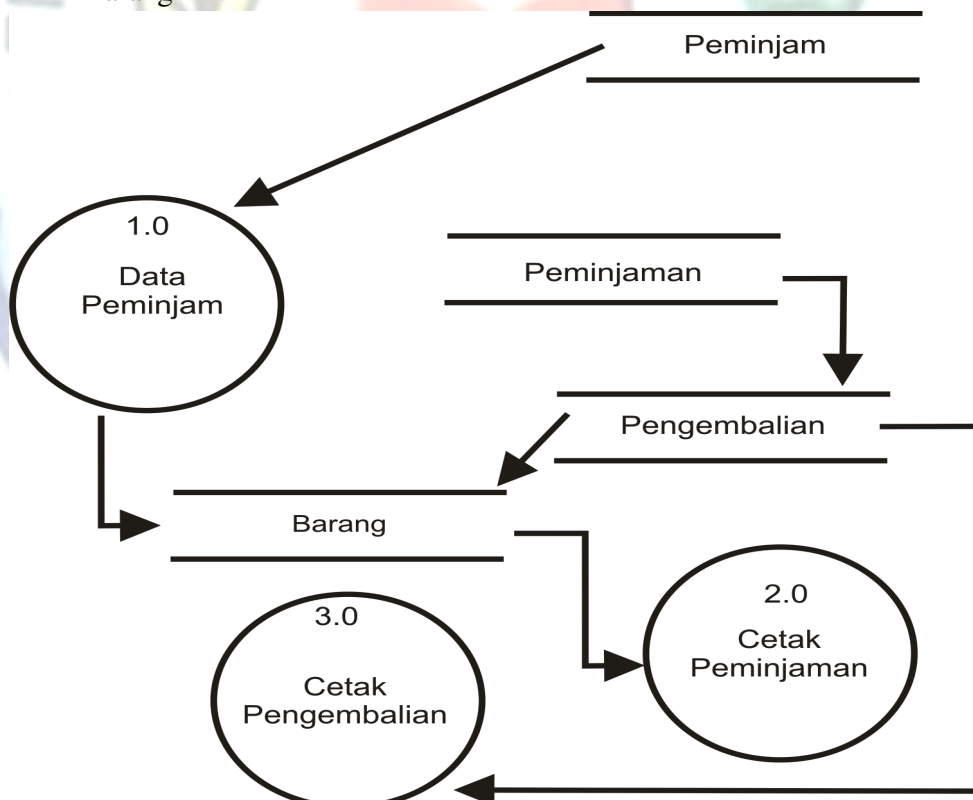 Peminjam
1.0
Data
Peminjam
Peminjaman
Pengembalian
Barang
2.0
Cetak
Peminjaman
3.0
Cetak
Pengembalian